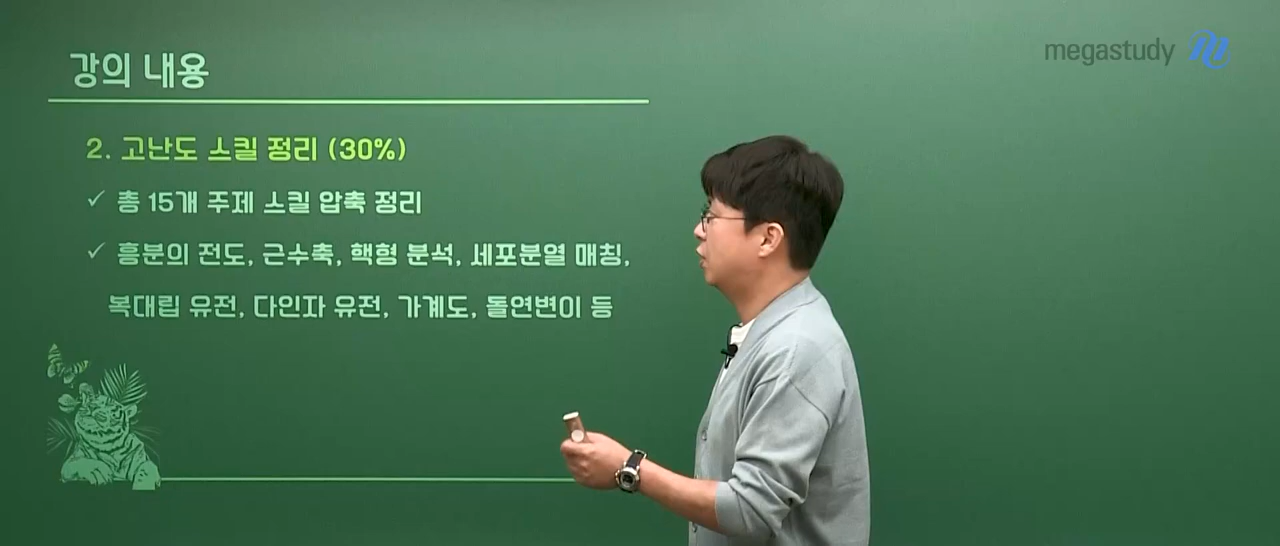 강의 내용
megastudy
2. 고난도 스킬 정리 (30%)
✓ 총 15개 주제 스킬 압축 정리
✓ 흥분의 전도, 근수축, 핵형 분석, 세포분열 매칭,
복대립 유전, 다인자 유전, 가계도, 돌연변이 등